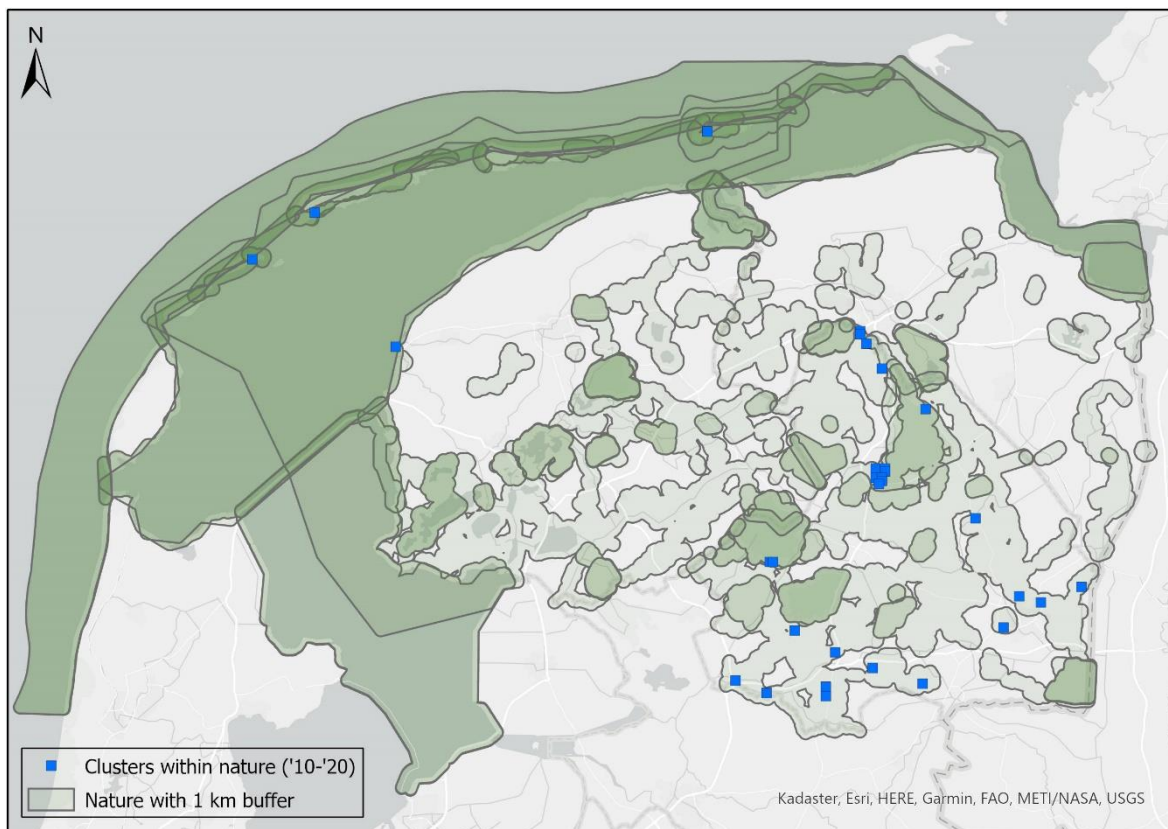 N
Clusters within nature ('10-'20)
Nature with 1 km buffer
Kadaster, Esri, HERE, Garmin, FAO, METI/NASA, USGS